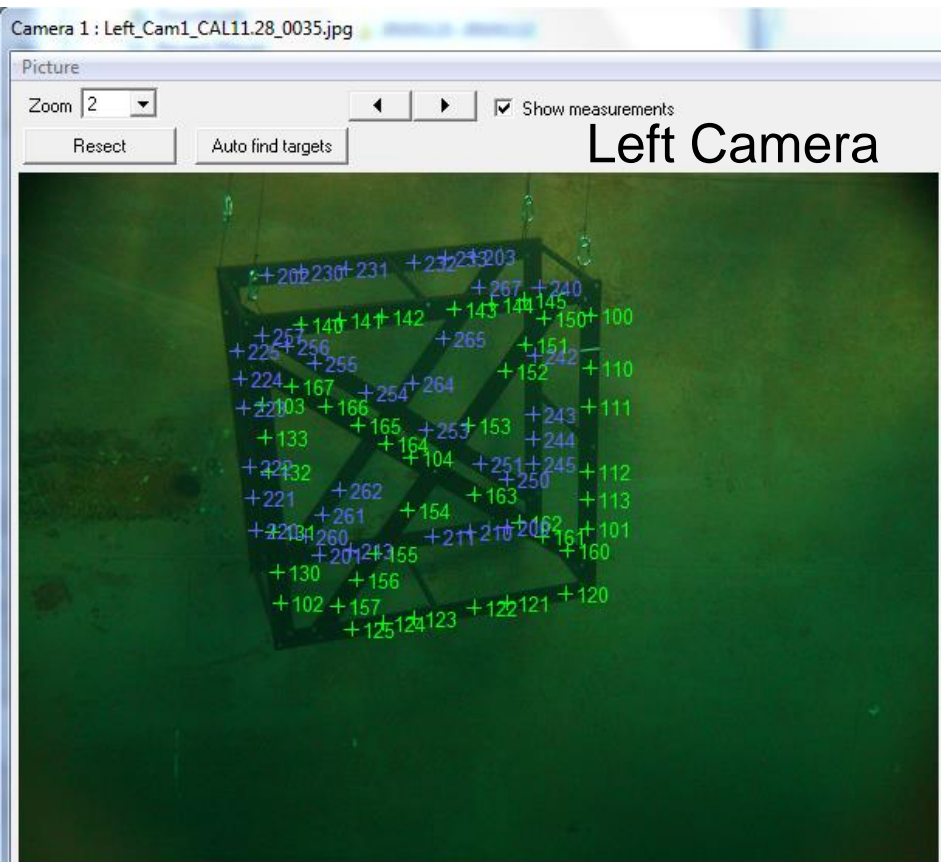 Camera 1 : Left_Cam1_CAL11.28_0035.jpg
Picture
Zoom 2 Show measurements
Resect Auto find targets
Left Camera
202 230 231 232 233 203
267 240
140 141 142 143 144 145 150 100
257 256 265 151
225 255 152 242 110
224 167 254 264
223 103 166 243 111
165 253 153
133 164 244
104 251 245
222 132 250 112
221 262 163 113
261 154
220 131 260 211 210 162 161 101
201 213 155 160
130 156
102 157 122 121 120
125 124 123